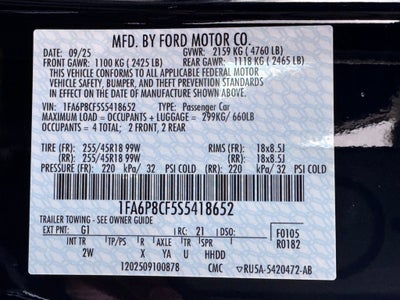 MFD. BY FORD MOTOR CO.
DATE: 09/25 GVWR: 2159 KG ( 4760 LB)
FRONT GAWR: 1100 KG ( 2425 LB) REAR GAWR: 1118 KG ( 2465 LB)
THIS VEHICLE CONFORMS TO ALL APPLICABLE FEDERAL MOTOR
VEHICLE SAFETY, BUMPER, AND THEFT PREVENTION STANDARDS
IN EFFECT ON THE DATE OF MANUFACTURE SHOWN ABOVE.
VIN: 1FA6P8CF5S5418652 TYPE: Passenger Car
MAXIMUM LOAD = OCCUPANTS + LUGGAGE = 299KG/ 660LB
OCCUPANTS = 4 TOTAL; 2 FRONT, 2 REAR
TIRE (FR): 255/45R18 99W RIMS (FR): 18x8.5J
TIRE (RR): 255/45R18 99W RIMS (RR): 18x8.5J
PRESSURE (FR): 220 kPa/ 32 PSI COLD (RR): 220 kPa/ 32 PSI COLD
1FA6P8CF5S5418652
TRAILER TOWING - SEE OWNER GUIDE
EXT PNT: G1 RC: 21 DSO: F0105
R0182
INT TR TP/PS R AXLE TR SPR
2W X YA U HHDD
1202509100878 CMC RU5A-5420472-AB